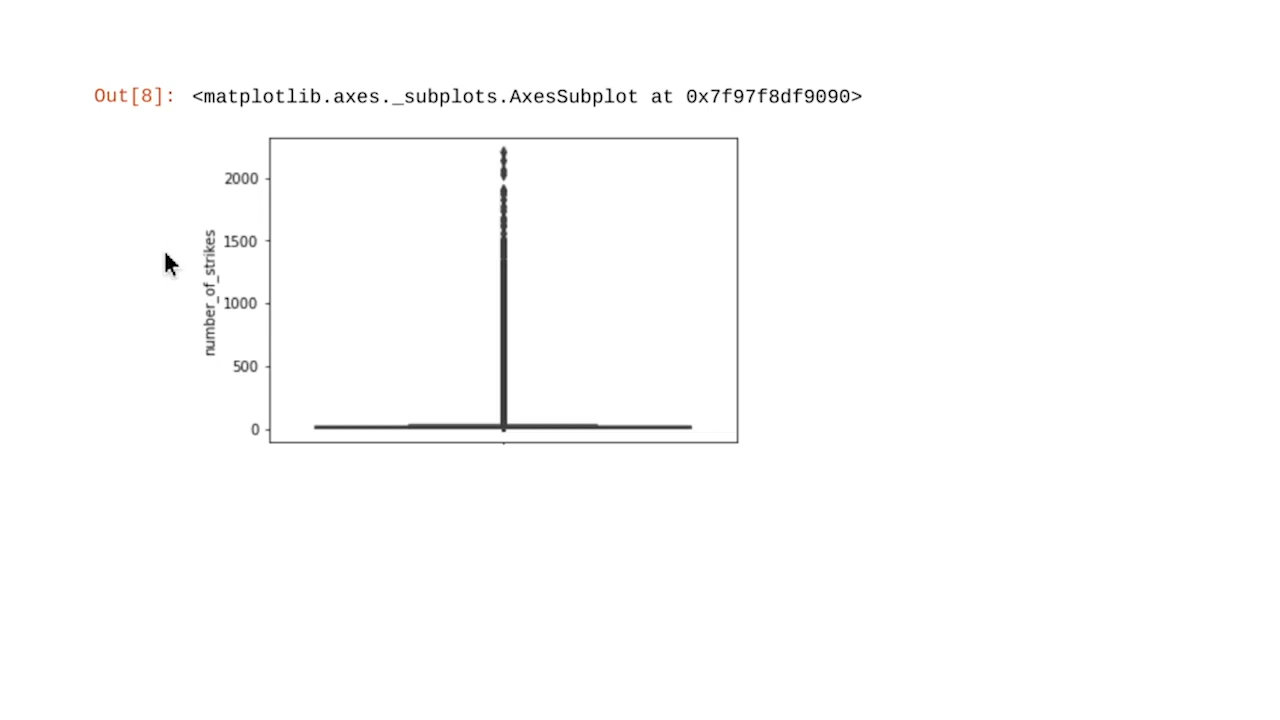 Out[8]: <matplotlib.axes._subplots.AxesSubplot at 0x7f97f8df9090>
2000
1500
1000
500
0
number_of_strikes